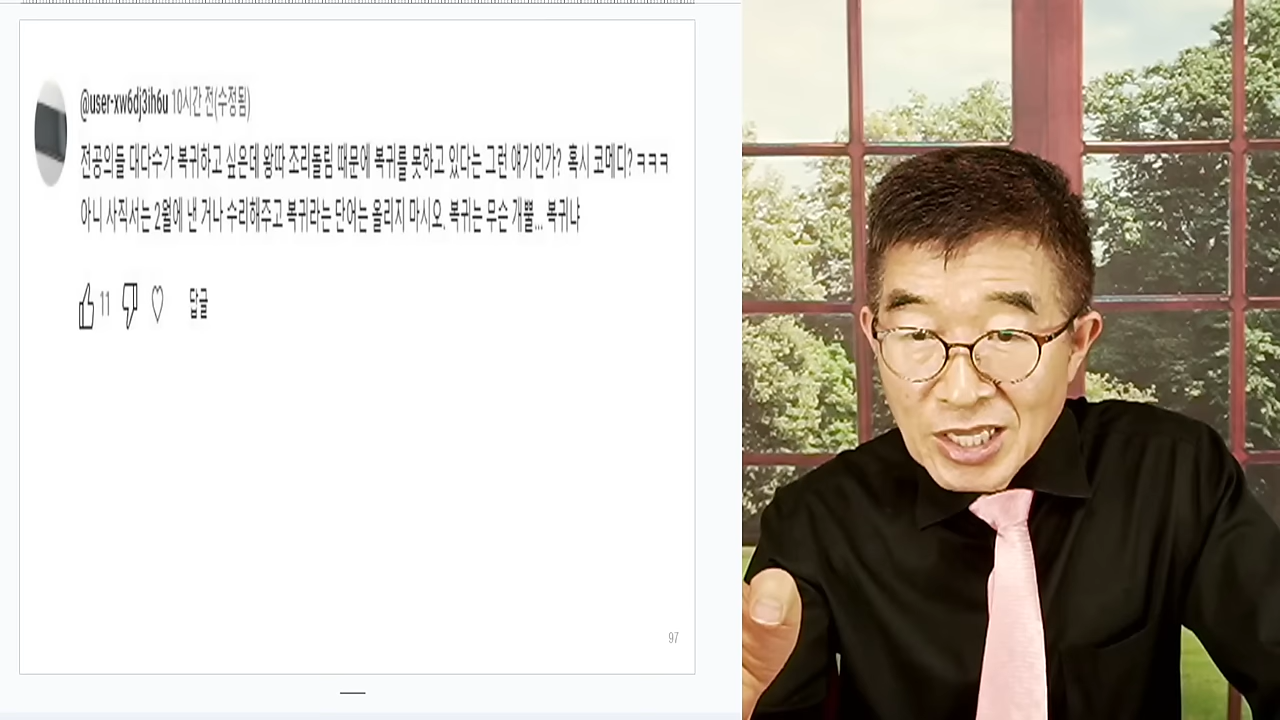 @user-xw6dj3ih6u 10시간 전(수정됨)
전공의들 대다수가 복귀하고 싶은데 왕따 조리돌림 때문에 복귀를 못하고 있다는 그런 얘기인가? 혹시 코메디? ㅋㅋㅋ
아니 사직서는 2월에 낸 거나 수리해주고 복귀라는 단어는 올리지 마시오. 복귀는 무슨 개뿔... 복귀냐
11 답글
97